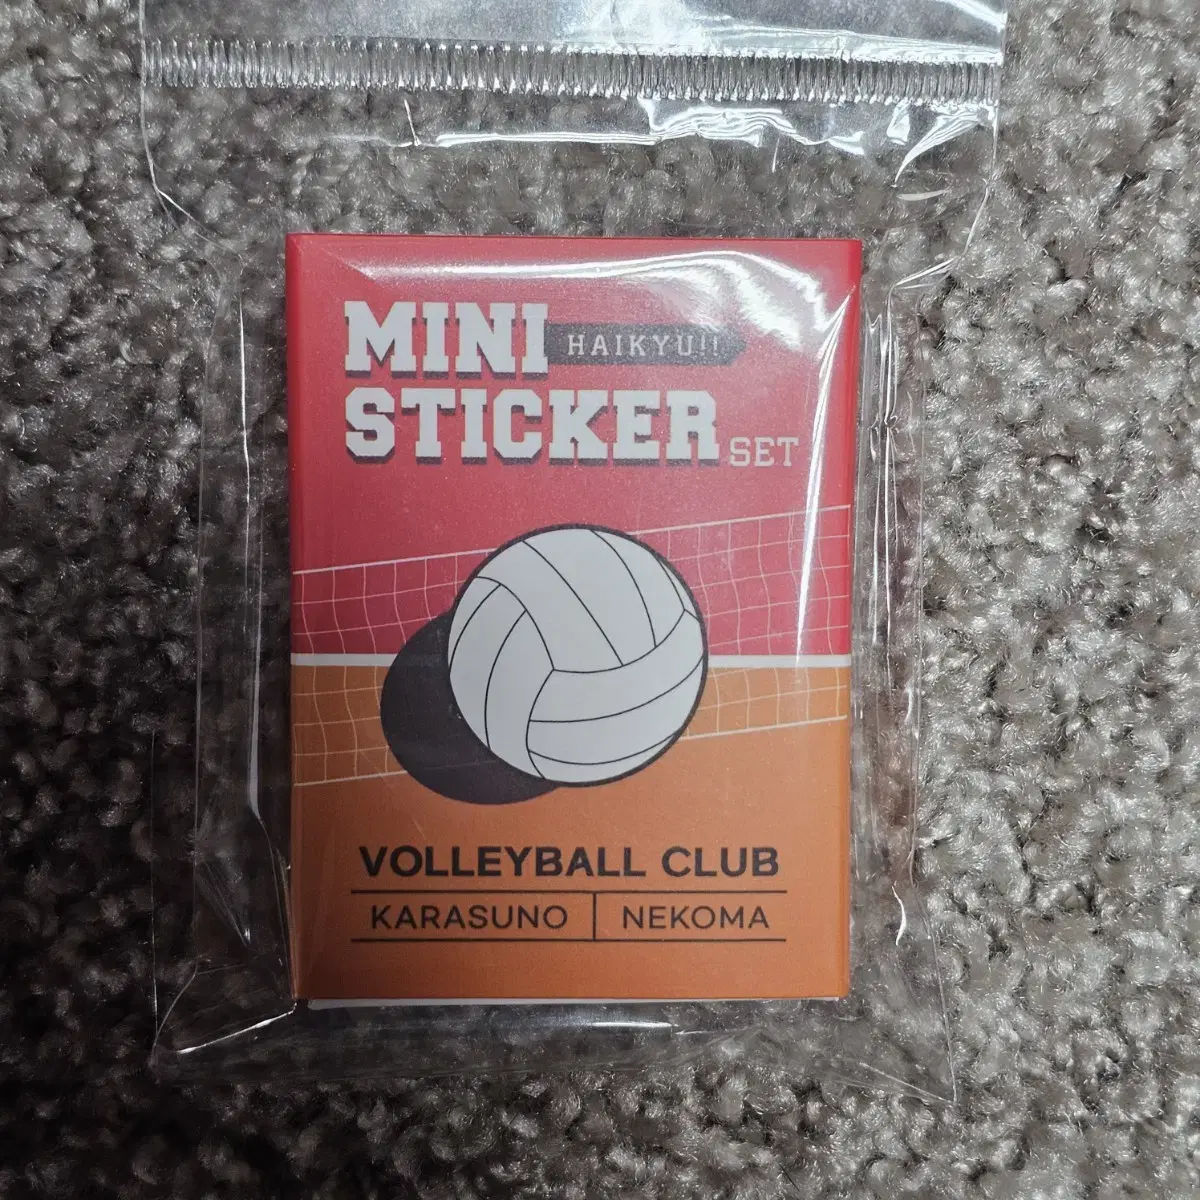 MINI HAIKYU!!
STICKER SET
VOLLEYBALL CLUB
KARASUNO | NEKOMA